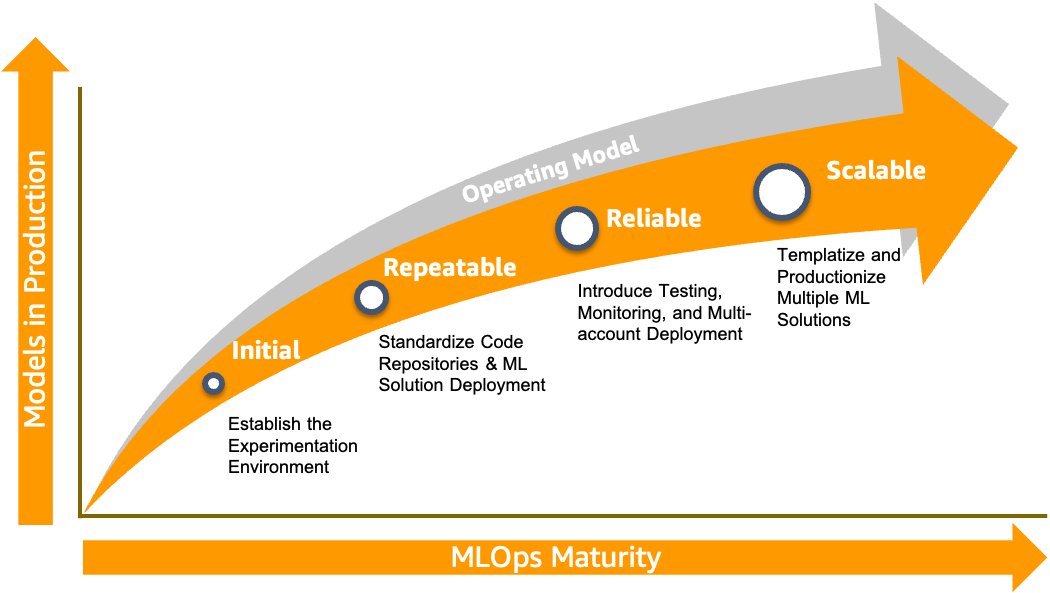 Models in Production
Operating Model
Scalable
Reliable
Repeatable
Initial
Templatize and
Productionize
Multiple ML
Solutions
Introduce Testing,
Monitoring, and Multi-
account Deployment
Standardize Code
Repositories & ML
Solution Deployment
Establish the
Experimentation
Environment
MLOps Maturity